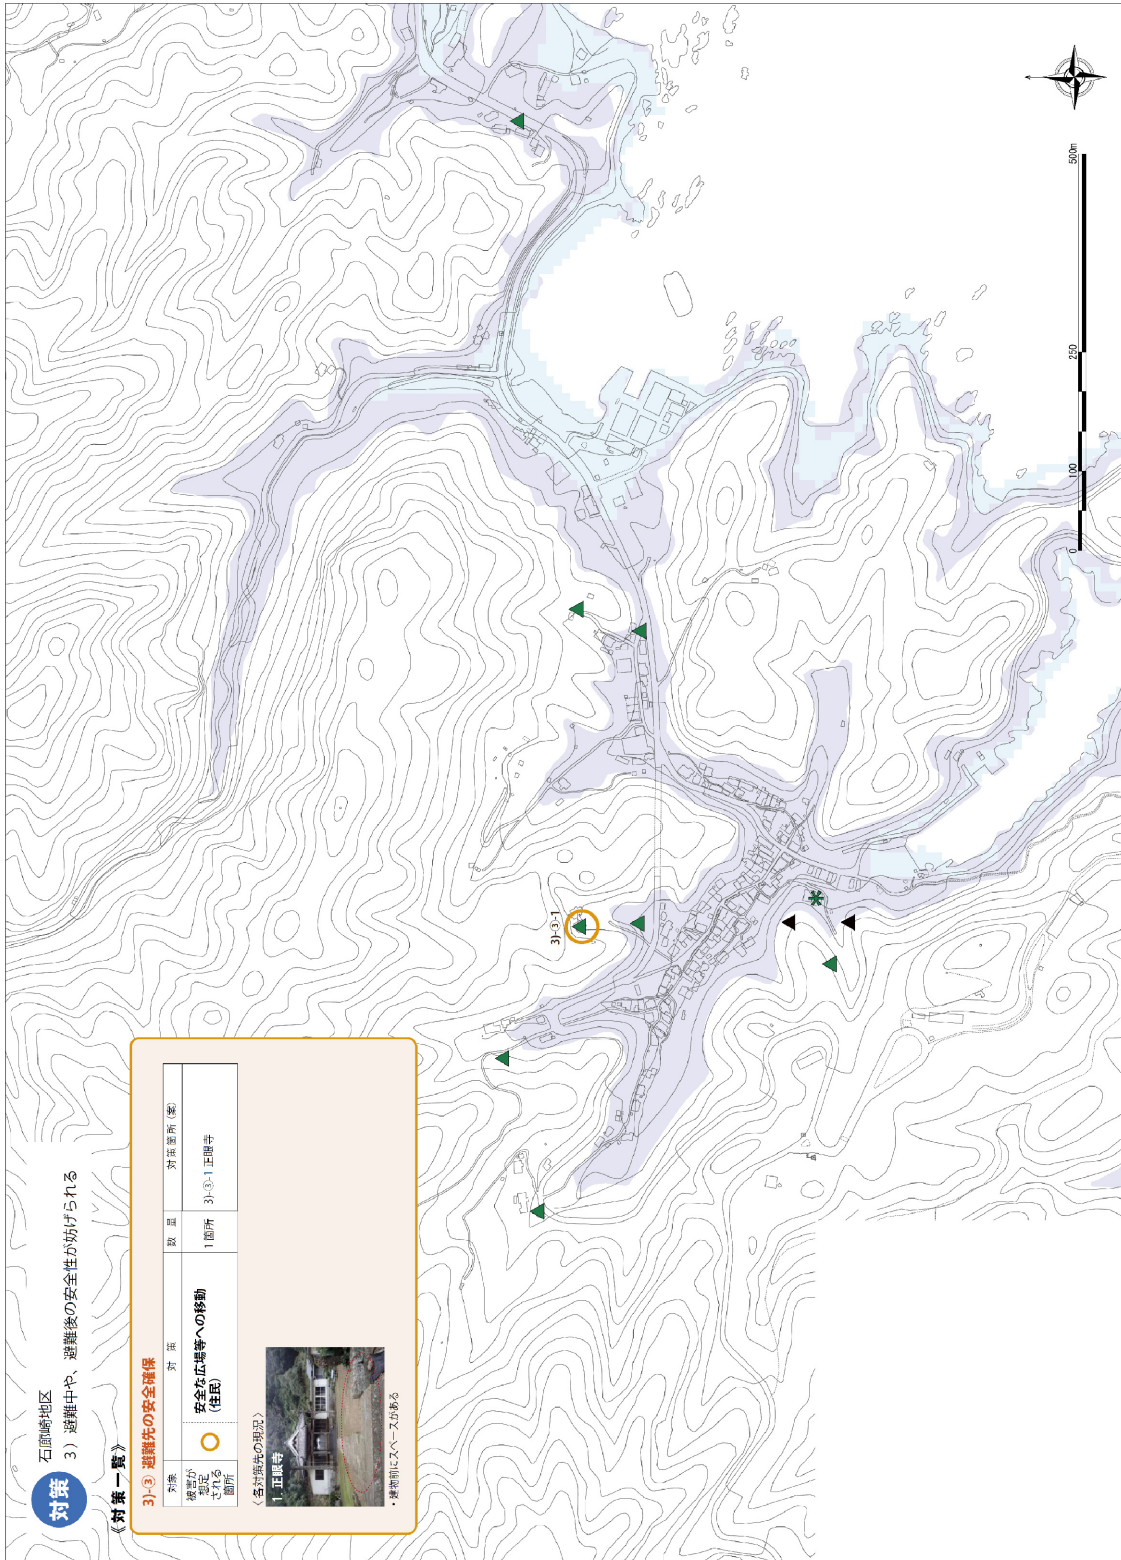 対策
石廊崎地区
3）避難中や、避難後の安全性が妨げられる
《対策一覧》
3)-③ 避難先の安全確保
対象 対策 数量 対策箇所（案）
被害が
想定
される
箇所
安全な広場等への移動
（住民）
1箇所
3)-③-1 正眼寺
〈各対策先の現況〉
1.正眼寺
・建物前にスペースがある
3)-③-1
0 100 250 500m